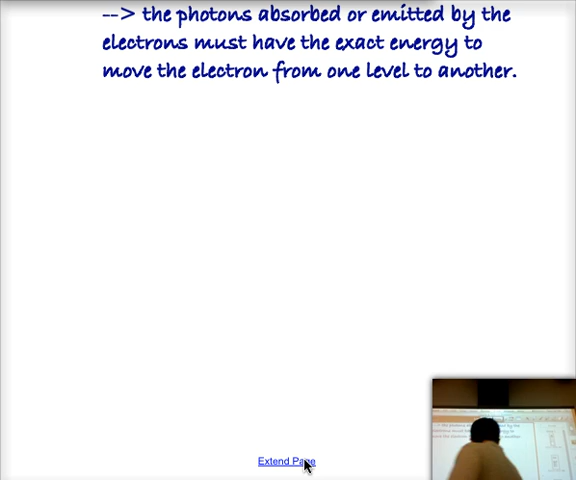 --> the photons absorbed or emitted by the
electrons must have the exact energy to
move the electron from one level to another.
Extend Page